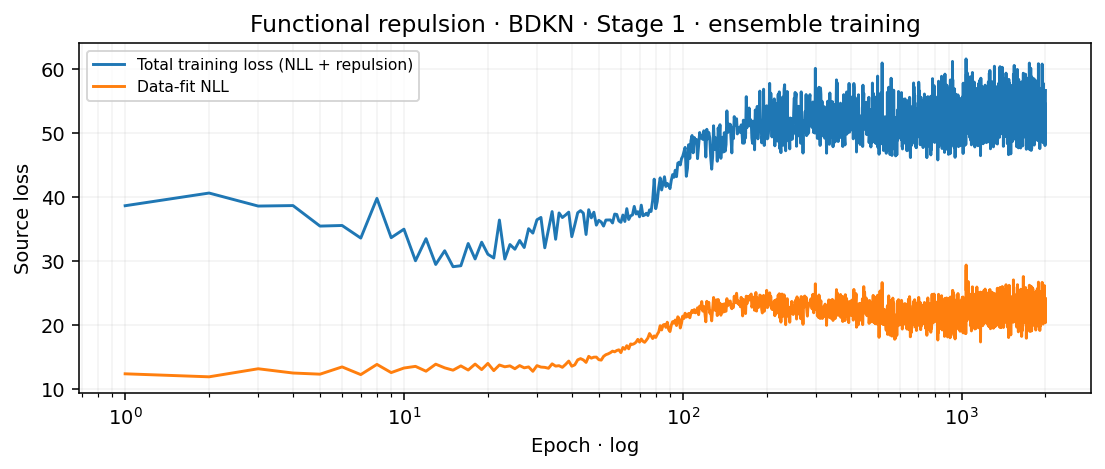 Functional repulsion · BDKN · Stage 1 · ensemble training
Total training loss (NLL + repulsion)
Data-fit NLL
Source loss
60
50
40
30
20
10
10⁰
10¹
10²
10³
Epoch · log